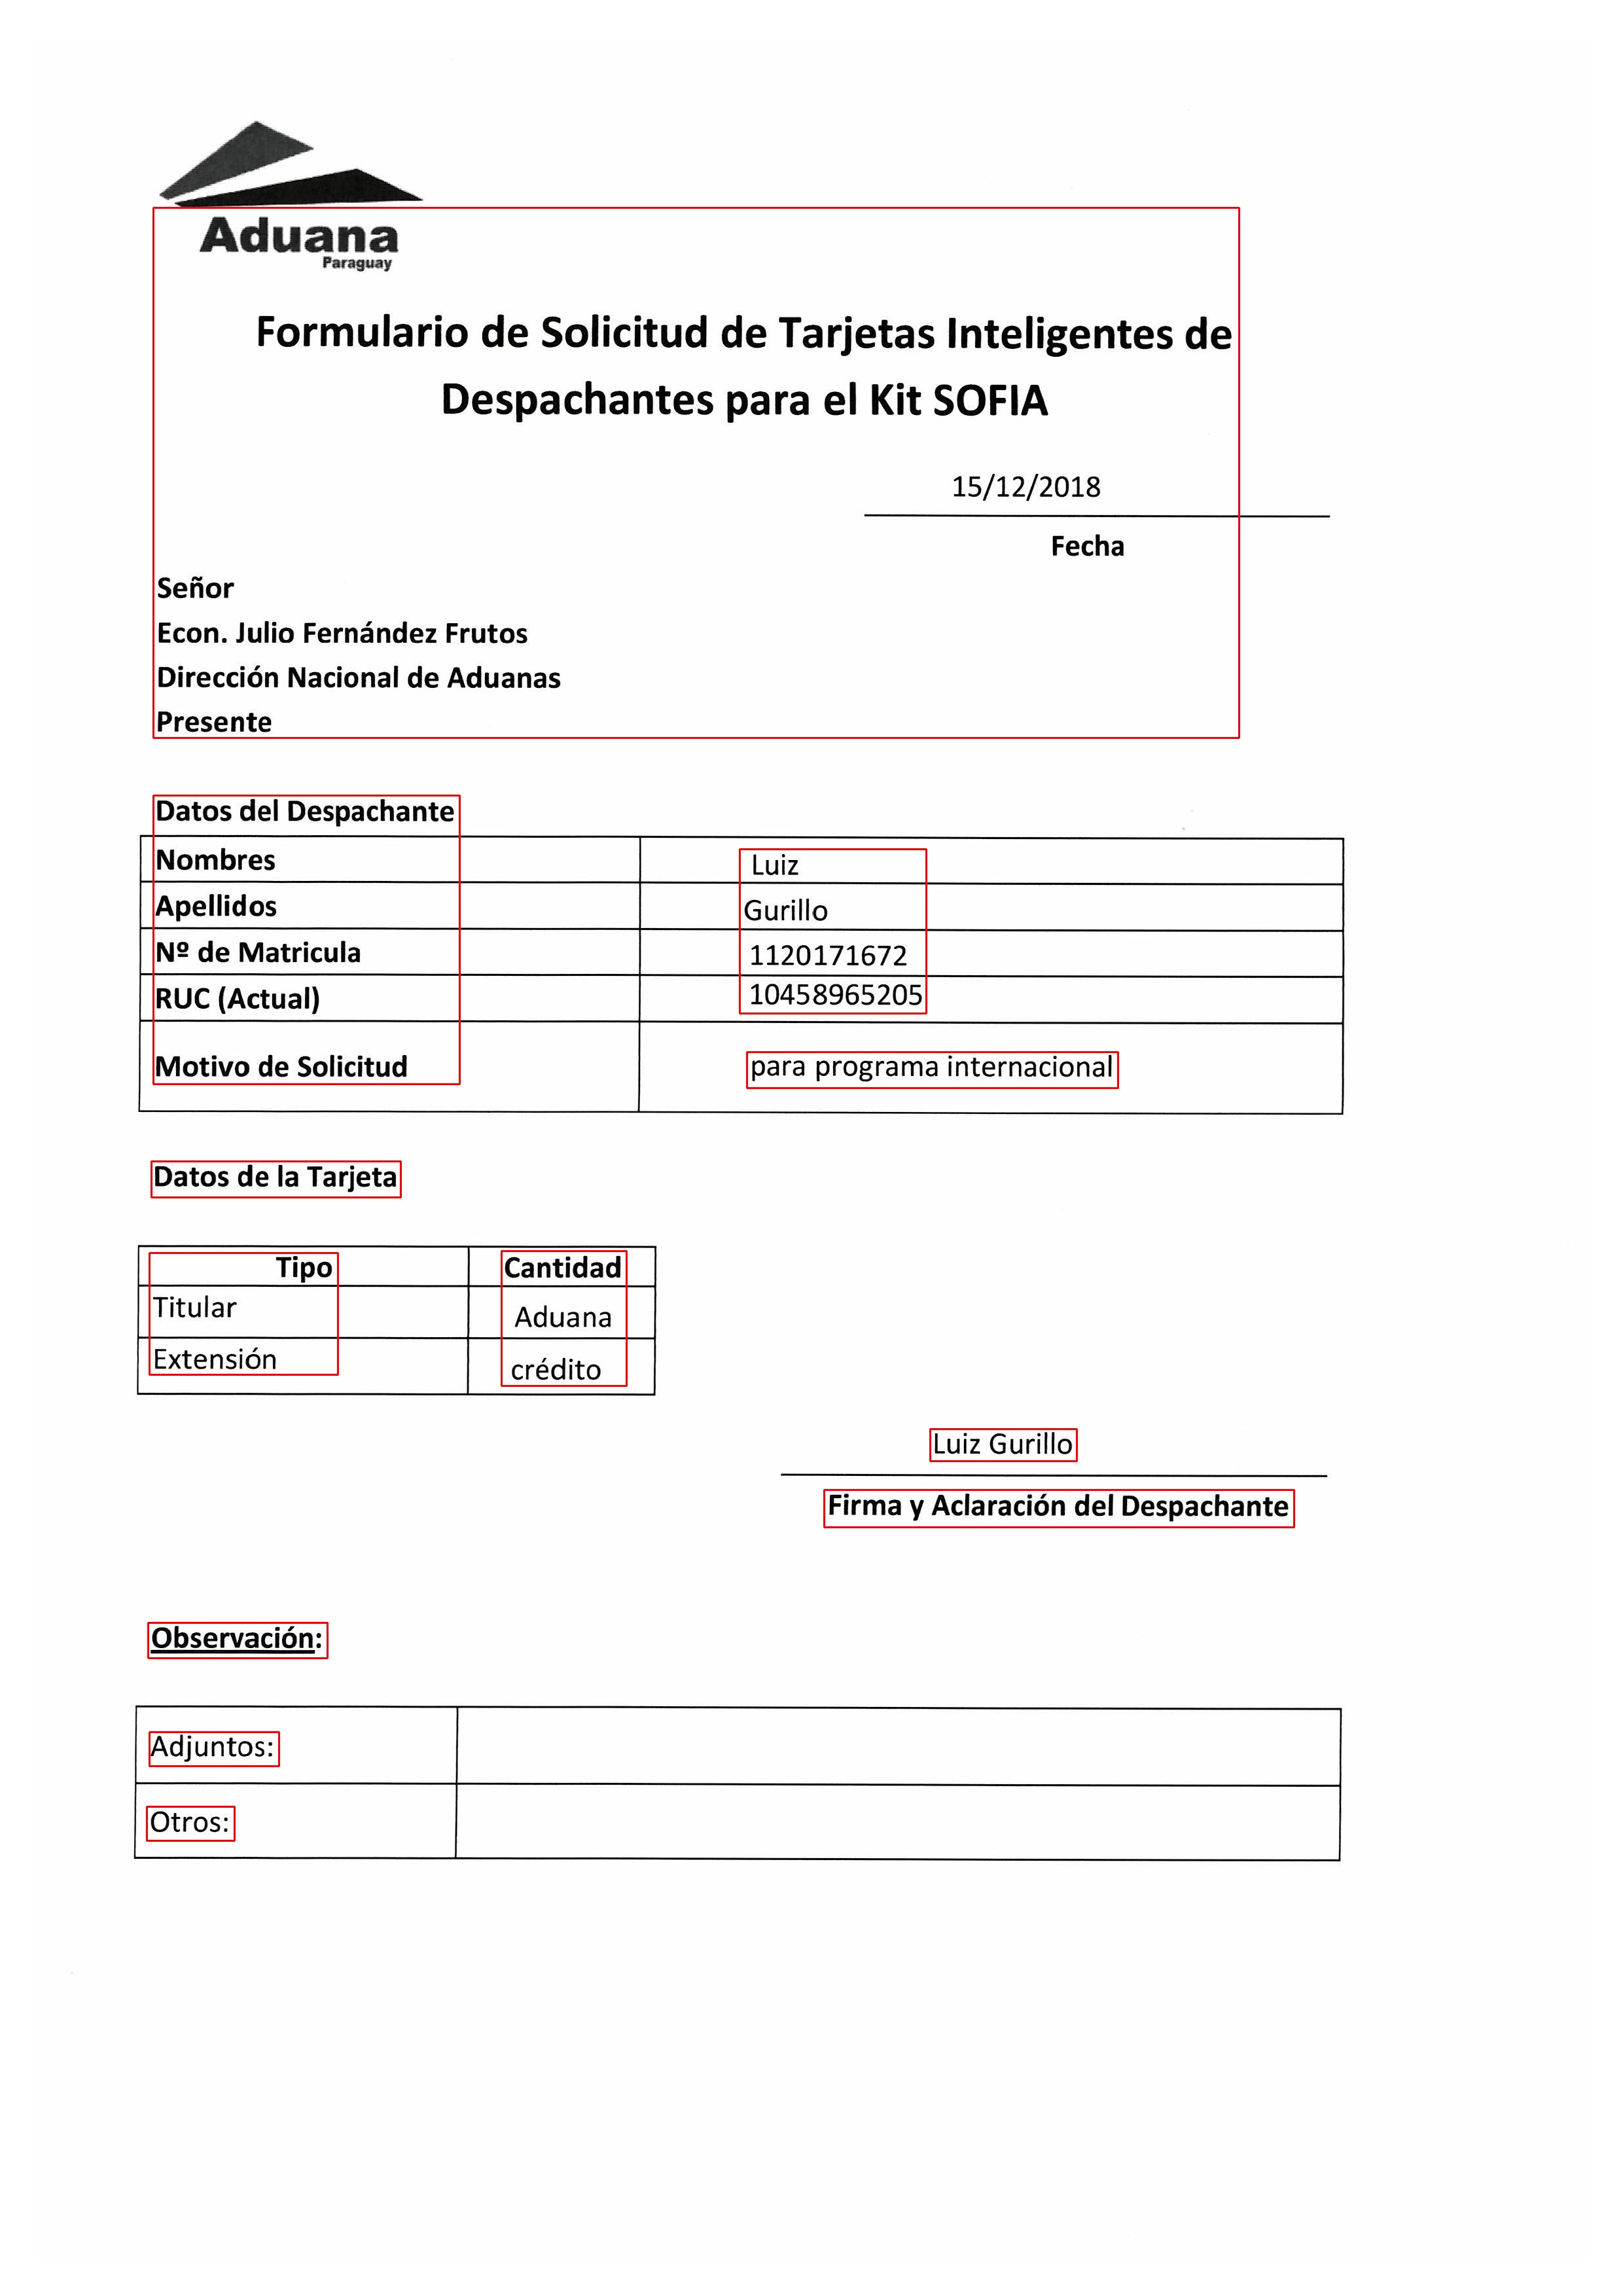 Aduana
Paraguay
Formulario de Solicitud de Tarjetas Inteligentes de
Despachantes para el Kit SOFIA
15/12/2018
Fecha
Señor
Econ. Julio Fernández Frutos
Dirección Nacional de Aduanas
Presente
Datos del Despachante
Nombres Luiz
Apellidos Gurillo
Nº de Matricula 1120171672
RUC (Actual) 10458965205
Motivo de Solicitud para programa internacional
Datos de la Tarjeta
Tipo Cantidad
Titular Aduana
Extensión crédito
Luiz Gurillo
Firma y Aclaración del Despachante
Observación:
Adjuntos:
Otros: